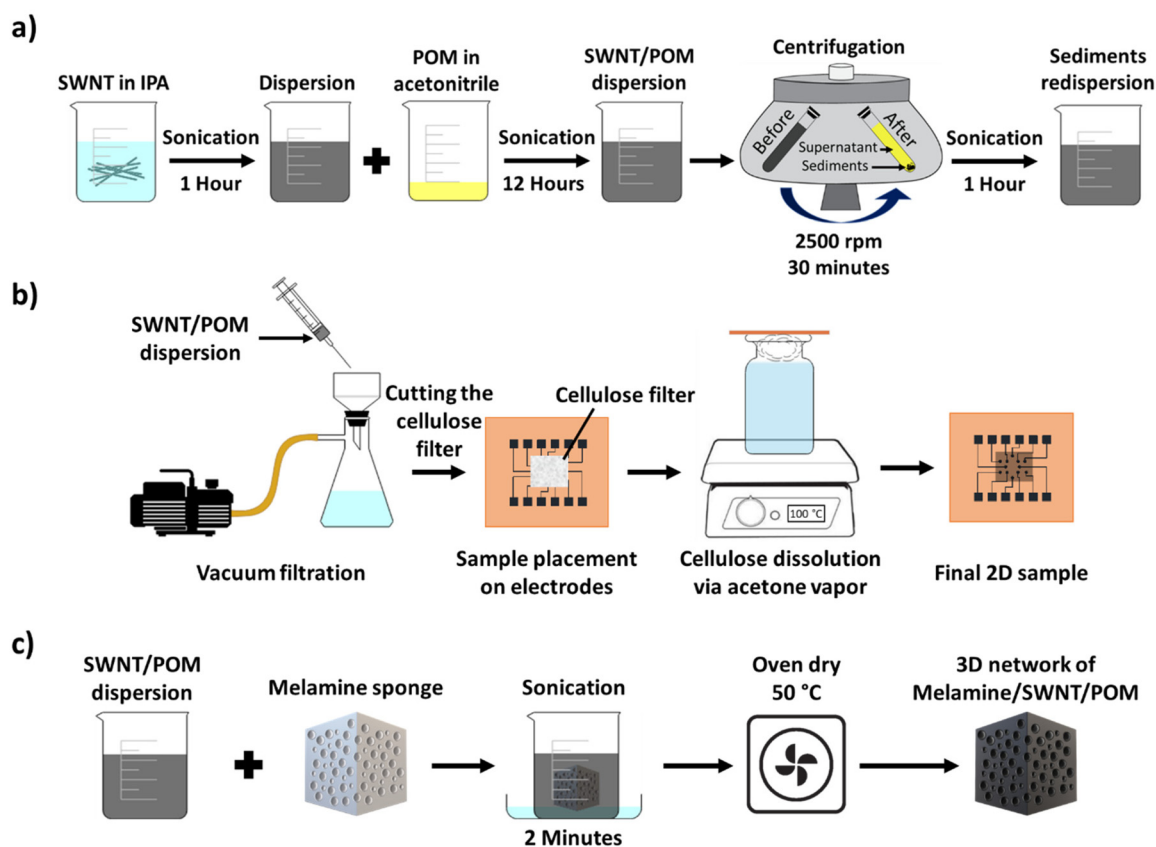 a)
SWNT in IPA
Sonication
1 Hour
Dispersion
POM in
acetonitrile
Sonication
12 Hours
SWNT/POM
dispersion
Centrifugation
Before
After
Supernatant
Sediments
2500 rpm
30 minutes
Sonication
1 Hour
Sediments
redispersion
b)
SWNT/POM
dispersion
Vacuum filtration
Cutting the
cellulose
filter
Cellulose filter
Sample placement
on electrodes
100 °C
Cellulose dissolution
via acetone vapor
Final 2D sample
c)
SWNT/POM
dispersion
Melamine sponge
Sonication
2 Minutes
Oven dry
50 °C
3D network of
Melamine/SWNT/POM